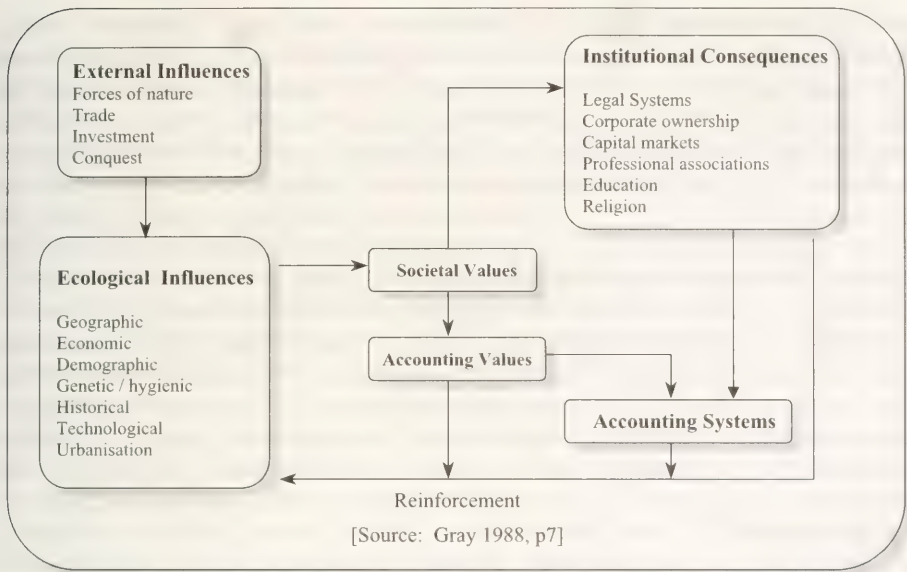 External Influences
Forces of nature
Trade
Investment
Conquest
Institutional Consequences
Legal Systems
Corporate ownership
Capital markets
Professional associations
Education
Religion
Ecological Influences
Geographic
Economic
Demographic
Genetic / hygienic
Historical
Technological
Urbanisation
Societal Values
Accounting Values
Accounting Systems
Reinforcement
[Source: Gray 1988, p7]